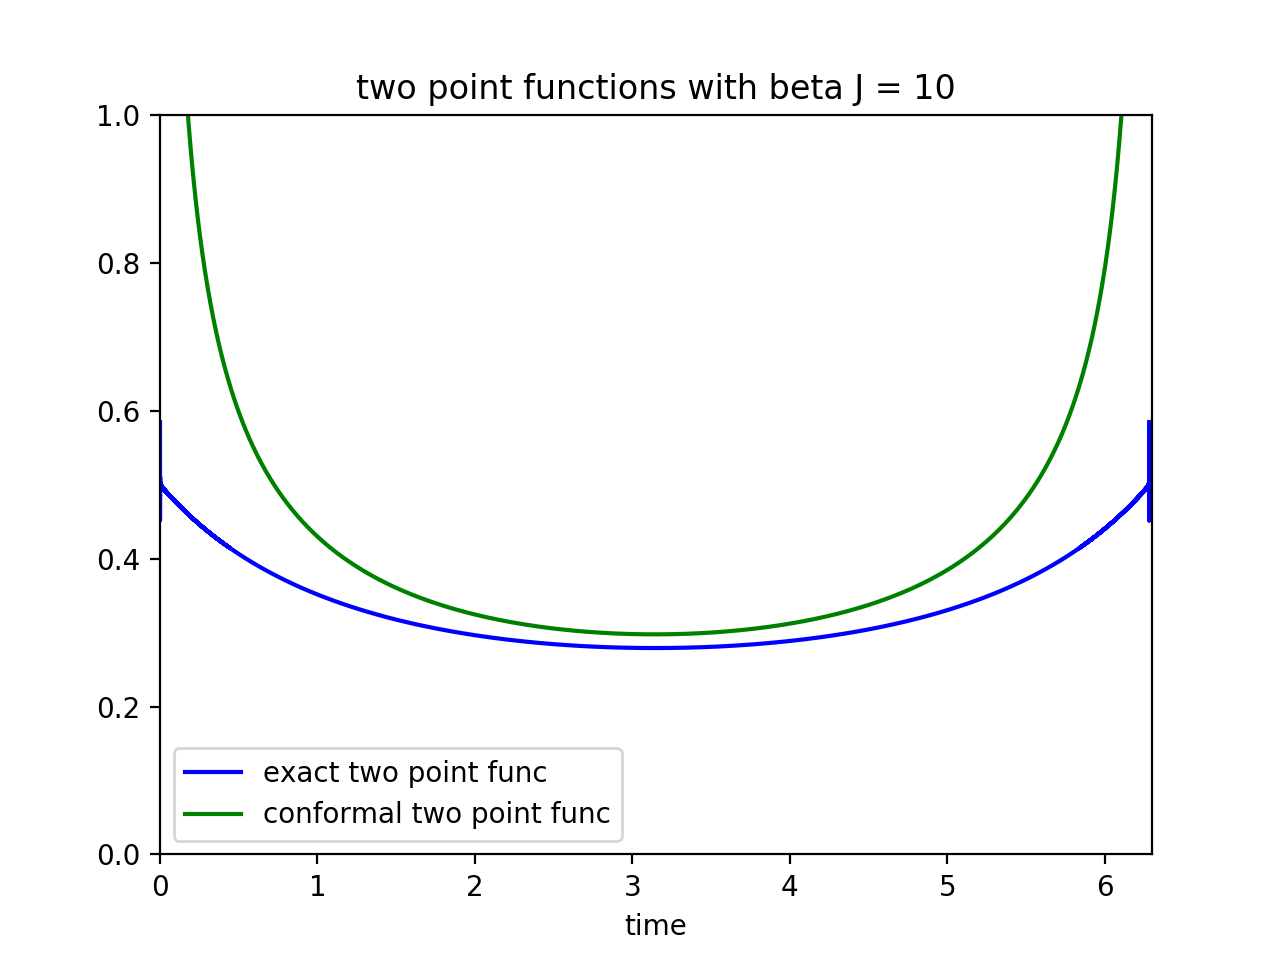 two point functions with beta J = 10
1.0
0.8
0.6
0.4
0.2
0.0
exact two point func
conformal two point func
0 1 2 3 4 5 6
time